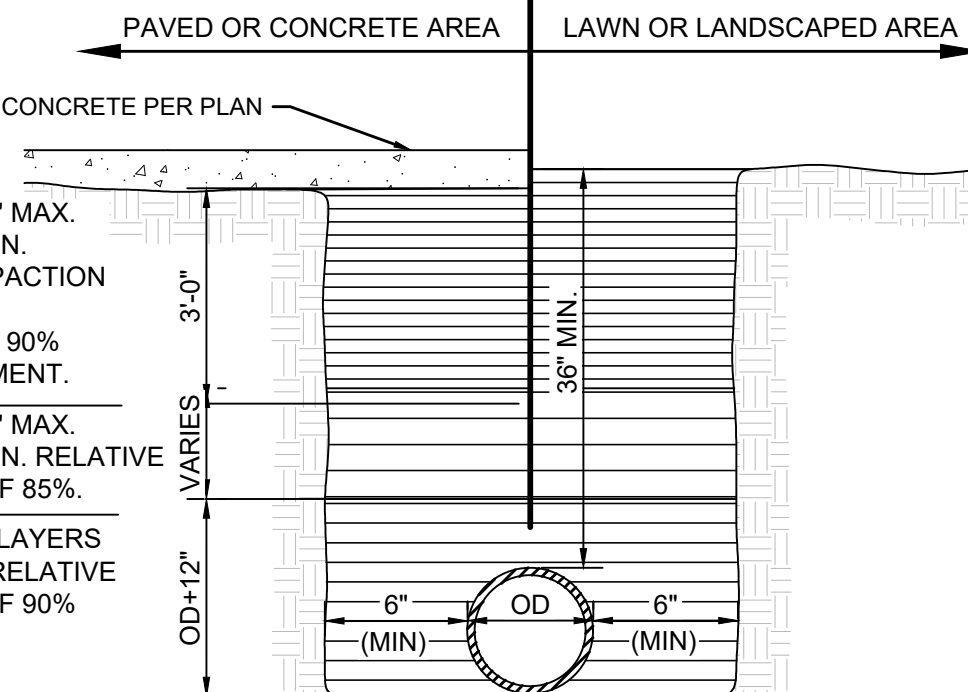 PAVED OR CONCRETE AREA
LAWN OR LANDSCAPED AREA
CONCRETE PER PLAN
MAX.
PACTION
90%
MENT.
3'-0"
36" MIN.
VARIES
MAX.
N. RELATIVE
F 85%.
LAYERS
RELATIVE
F 90%
OD+12"
6"
(MIN)
OD
6"
(MIN)